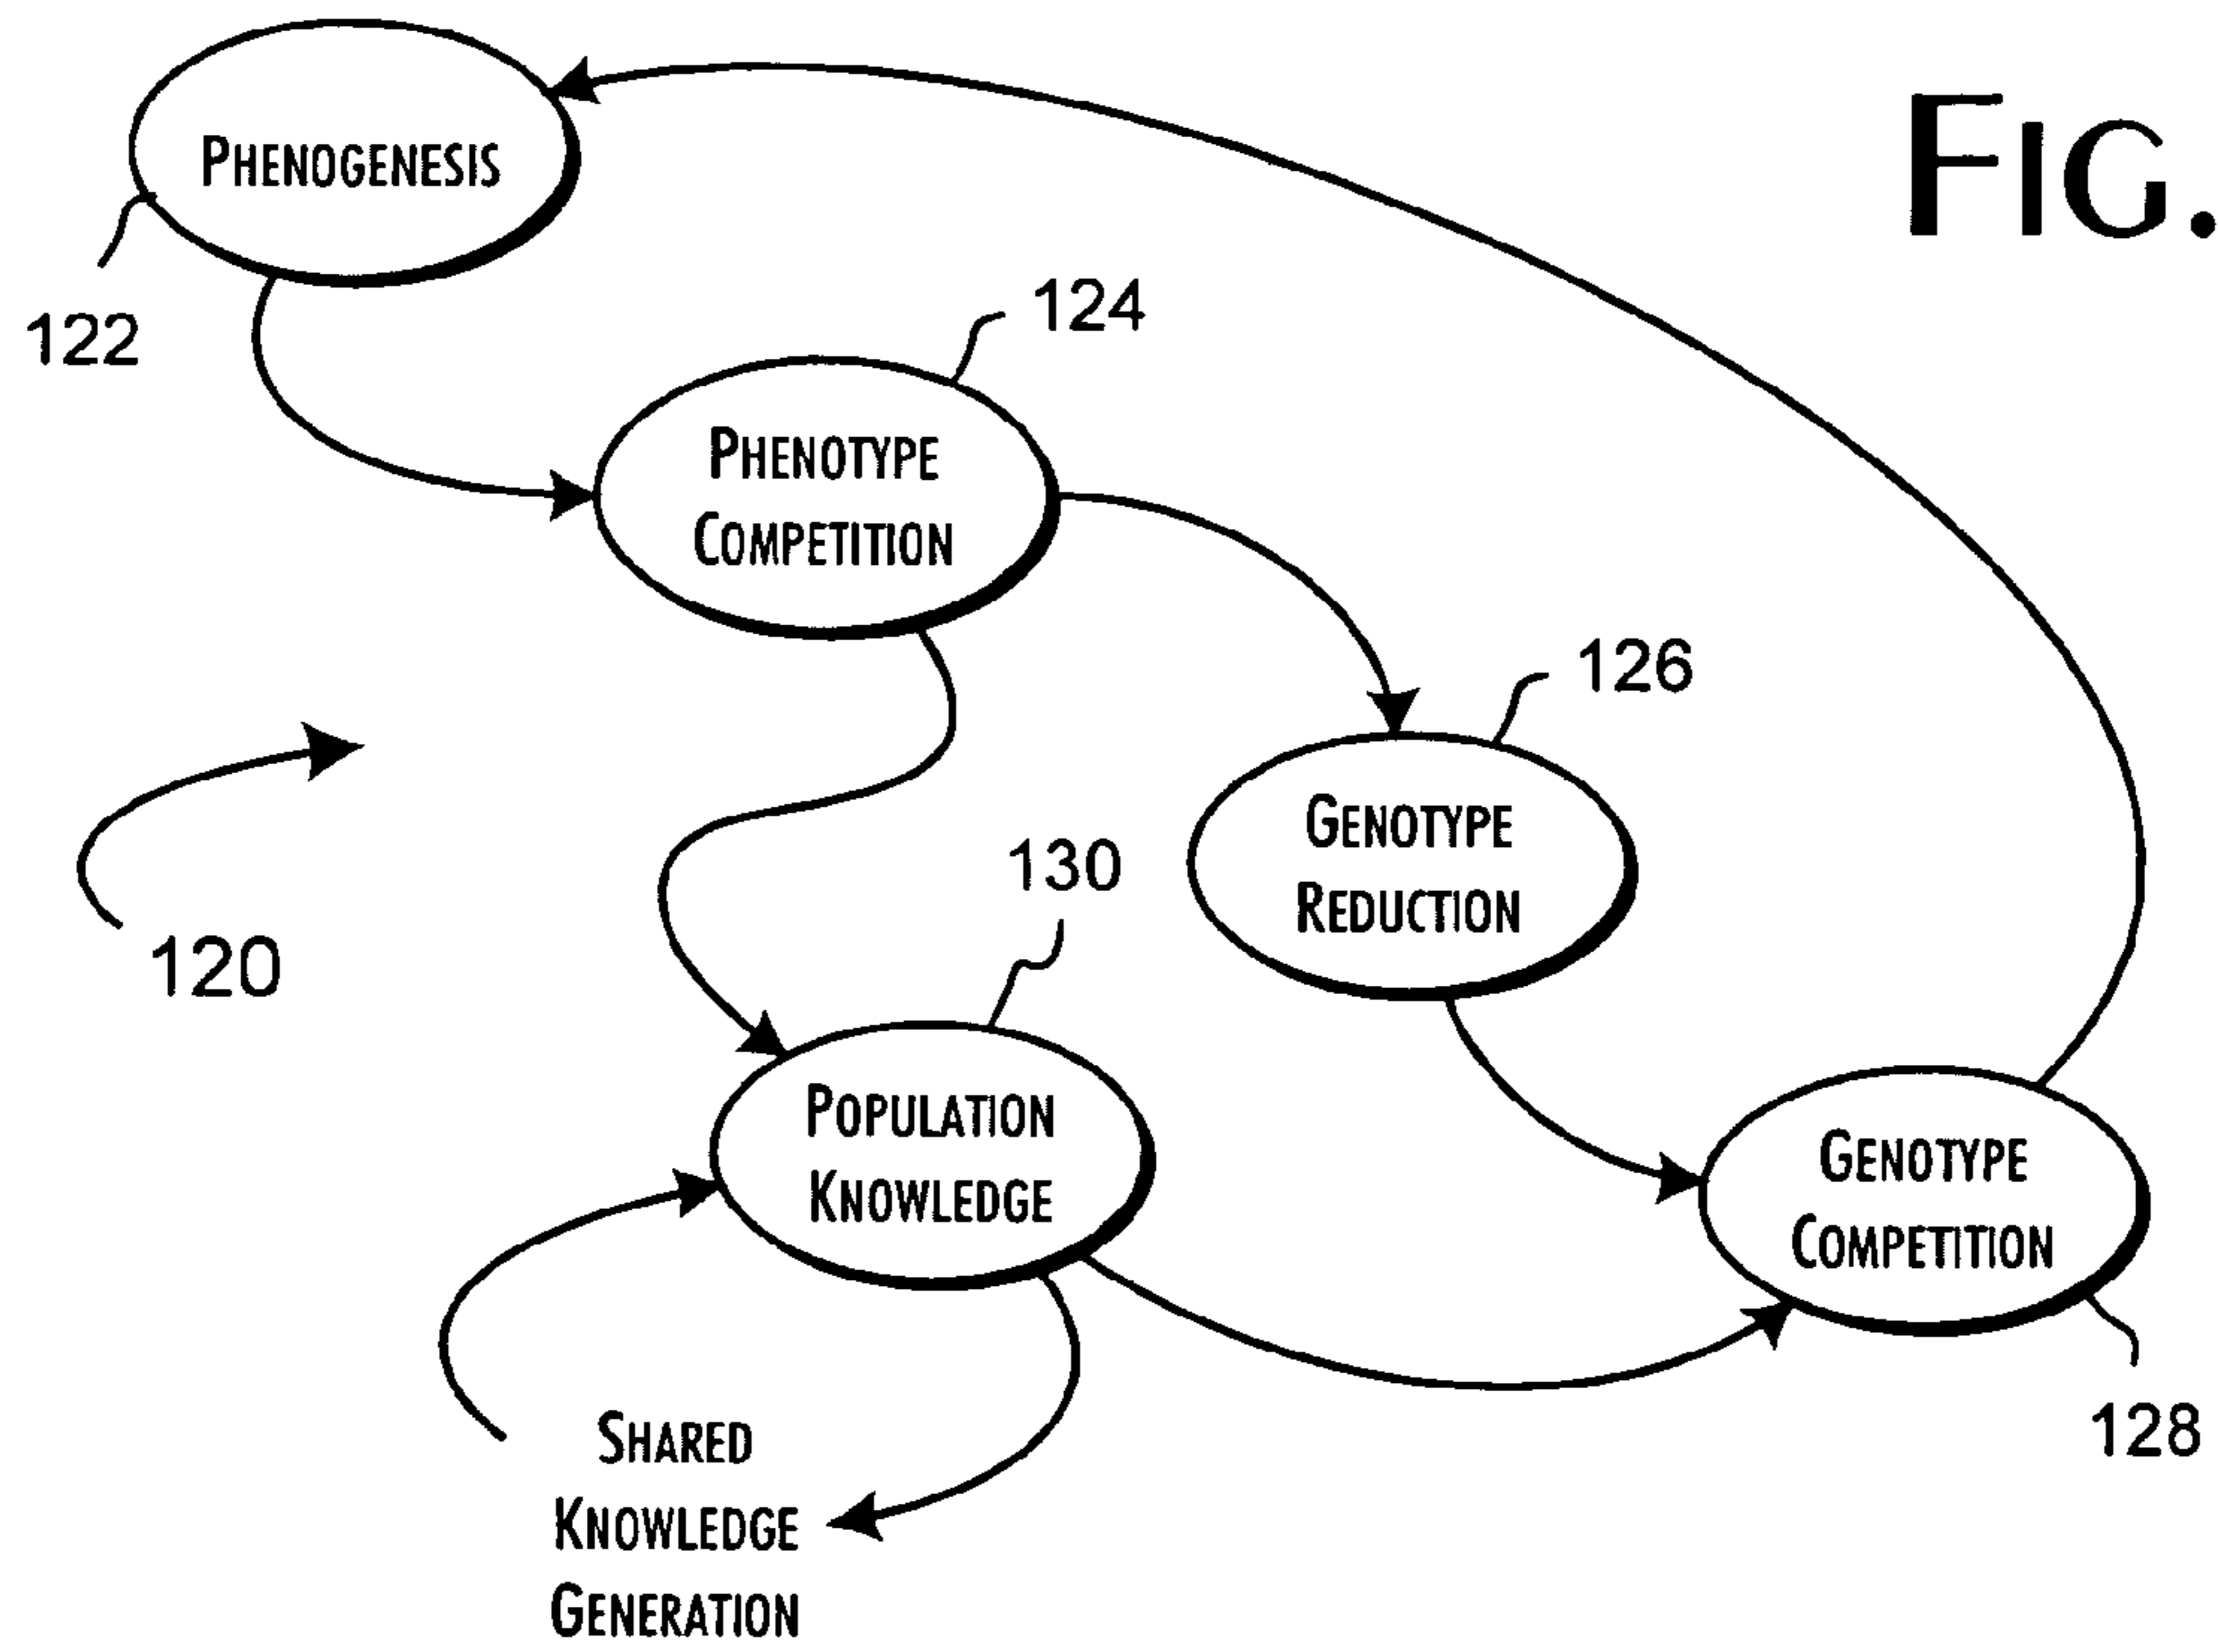 PHENOGENESIS
FIG.
122
124
PHENOTYPE
COMPETITION
126
GENOTYPE
REDUCTION
120
130
POPULATION
KNOWLEDGE
GENOTYPE
COMPETITION
128
SHARED
KNOWLEDGE
GENERATION